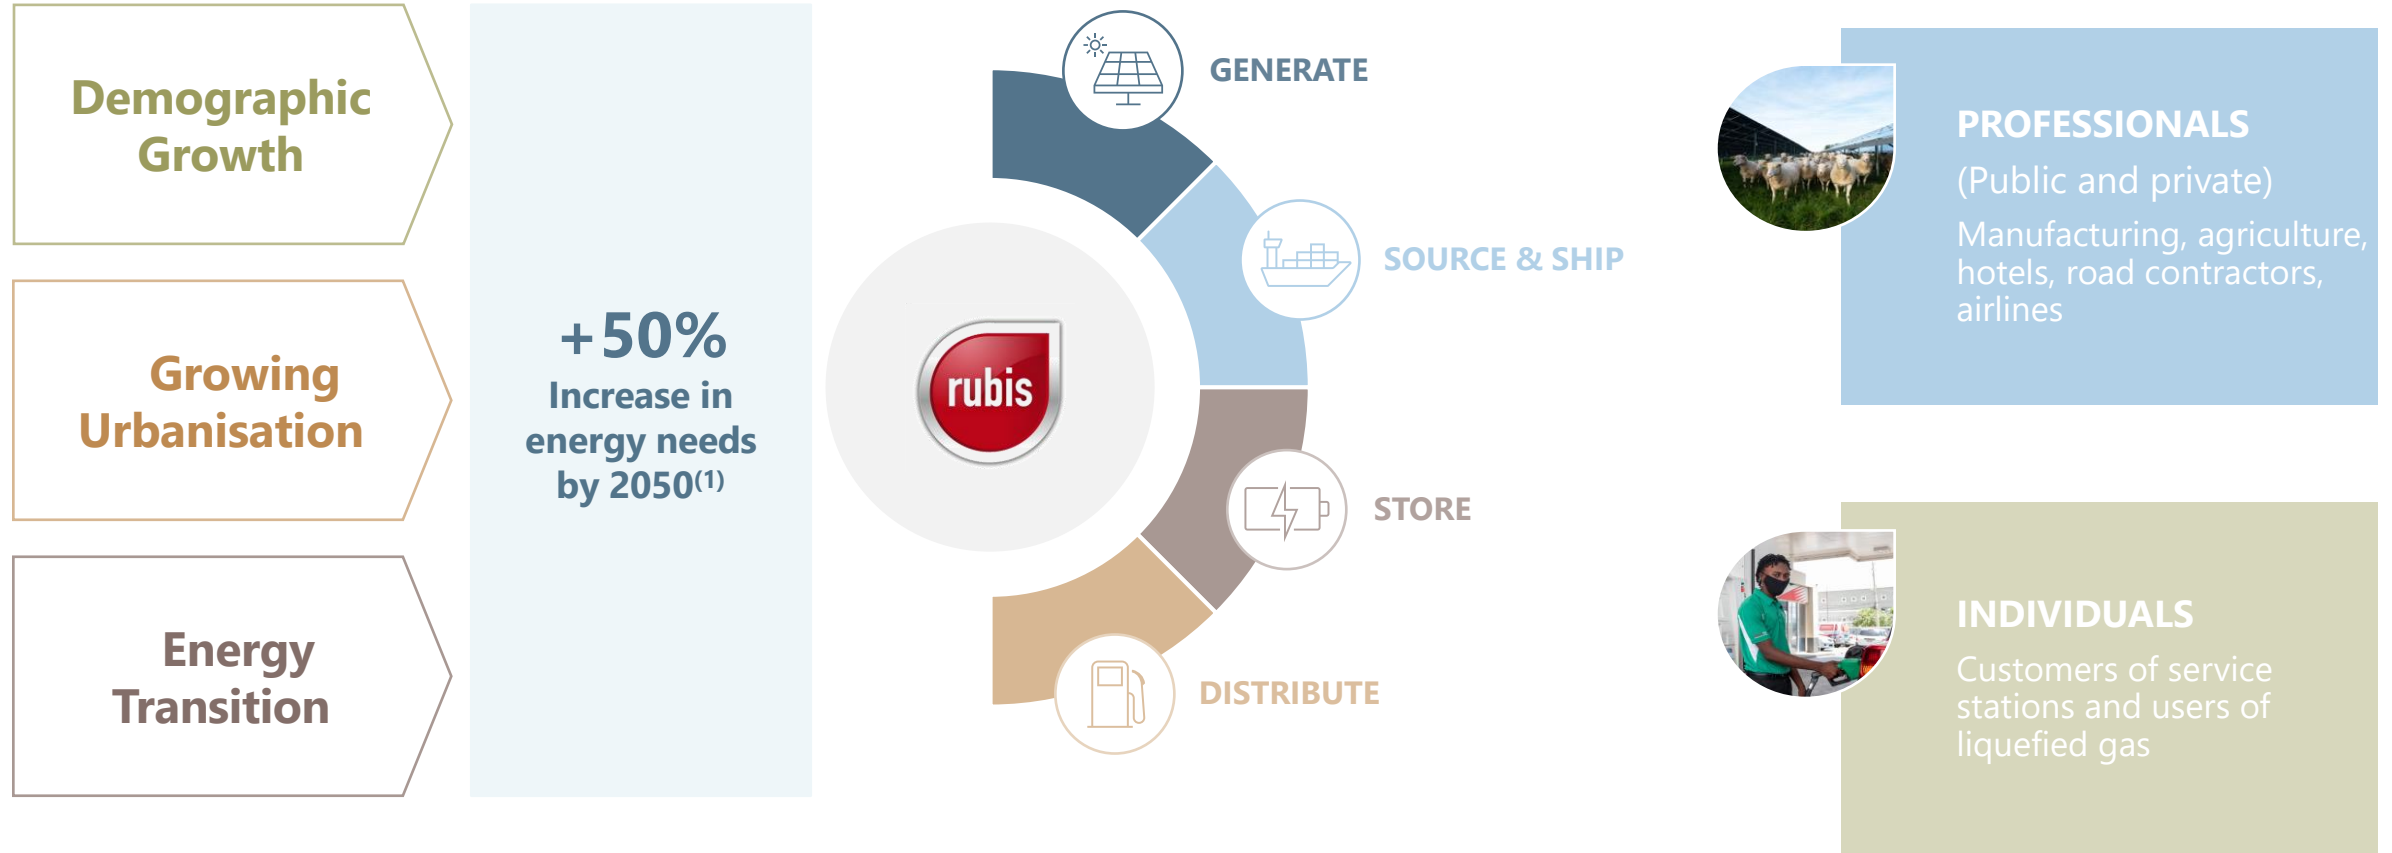 Demographic
Growth
Growing
Urbanisation
Energy
Transition
+50%
Increase in
energy needs
by 2050(1)
rubis
GENERATE
SOURCE & SHIP
STORE
DISTRIBUTE
PROFESSIONALS
(Public and private)
Manufacturing, agriculture,
hotels, road contractors,
airlines
INDIVIDUALS
Customers of service
stations and users of
liquefied gas